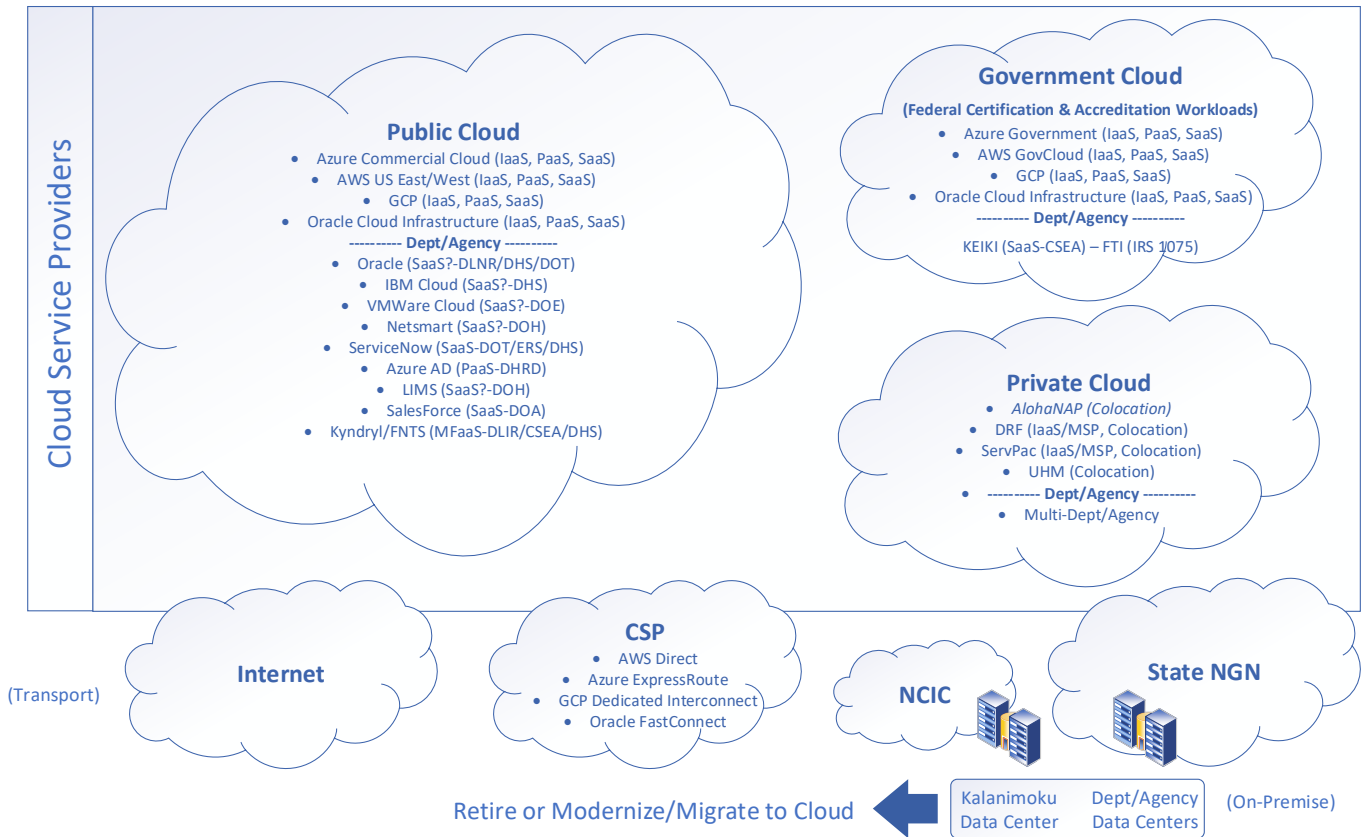 Cloud Service Providers
Public Cloud
• Azure Commercial Cloud (IaaS, PaaS, SaaS)
• AWS US East/West (IaaS, PaaS, SaaS)
• GCP (IaaS, PaaS, SaaS)
• Oracle Cloud Infrastructure (IaaS, PaaS, SaaS)
---------- Dept/Agency ----------
• Oracle (SaaS?-DLNR/DHS/DOT)
• IBM Cloud (SaaS?-DHS)
• VMWare Cloud (SaaS?-DOE)
• Netsmart (SaaS?-DOH)
• ServiceNow (SaaS-DOT/ERS/DHS)
• Azure AD (PaaS-DHRD)
• LIMS (SaaS?-DOH)
• SalesForce (SaaS-DOA)
• Kyndryl/FNTS (MFaaS-DLIR/CSEA/DHS)
Government Cloud
(Federal Certification & Accreditation Workloads)
• Azure Government (IaaS, PaaS, SaaS)
• AWS GovCloud (IaaS, PaaS, SaaS)
• GCP (IaaS, PaaS, SaaS)
• Oracle Cloud Infrastructure (IaaS, PaaS, SaaS)
---------- Dept/Agency ----------
KEIKI (SaaS-CSEA) – FTI (IRS 1075)
Private Cloud
• AlohaNAP (Colocation)
• DRF (IaaS/MSP, Colocation)
• ServPac (IaaS/MSP, Colocation)
• UHM (Colocation)
• ---------- Dept/Agency ----------
• Multi-Dept/Agency
(Transport)
Internet
CSP
• AWS Direct
• Azure ExpressRoute
• GCP Dedicated Interconnect
• Oracle FastConnect
NCIC
State NGN
Retire or Modernize/Migrate to Cloud
Kalanimoku
Data Center
Dept/Agency
Data Centers
(On-Premise)